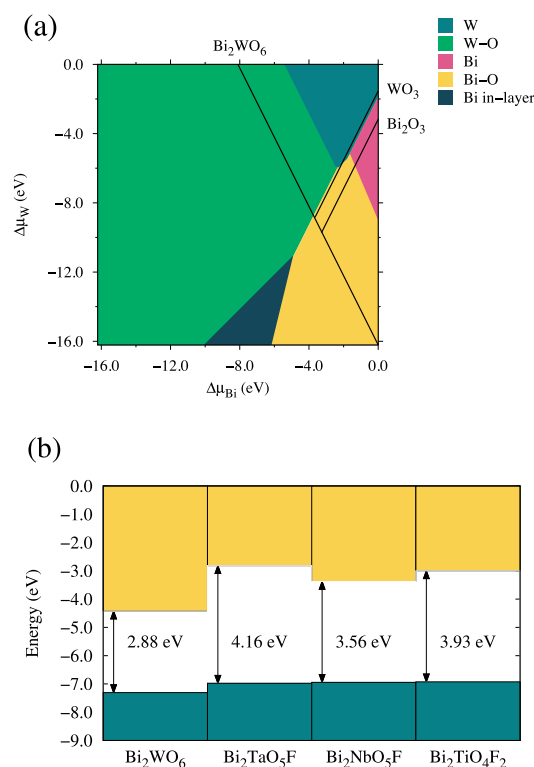 (a)
Bi₂WO₆
W
W–O
Bi
Bi–O
Bi in-layer
WO₃
Bi₂O₃
0.0
−4.0
−8.0
−12.0
−16.0
Δμ_W (eV)
−16.0 −12.0 −8.0 −4.0 0.0
Δμ_Bi (eV)
(b)
0.0
−1.0
−2.0
−3.0
−4.0
−5.0
−6.0
−7.0
−8.0
−9.0
Energy (eV)
2.88 eV 4.16 eV 3.56 eV 3.93 eV
Bi₂WO₆ Bi₂TaO₅F Bi₂NbO₅F Bi₂TiO₄F₂